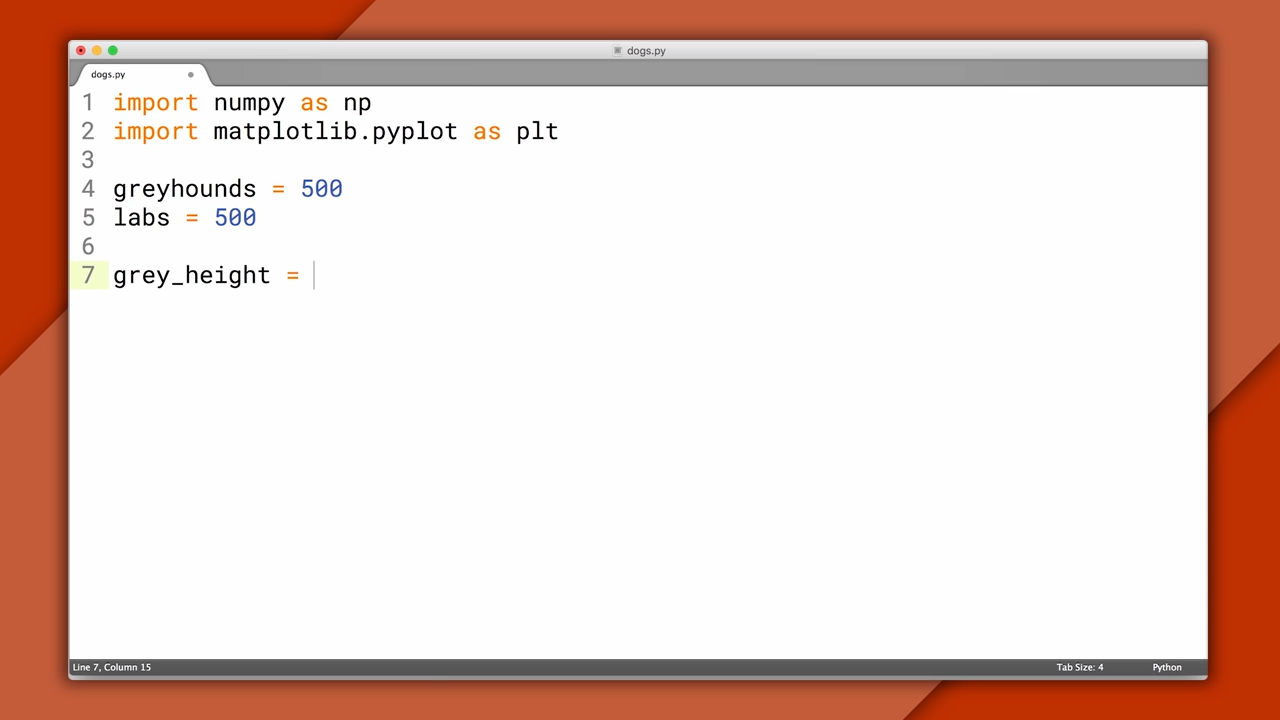 dogs.py
dogs.py
1 import numpy as np
2 import matplotlib.pyplot as plt
3
4 greyhounds = 500
5 labs = 500
6
7 grey_height =
Line 7, Column 15 Tab Size: 4 Python